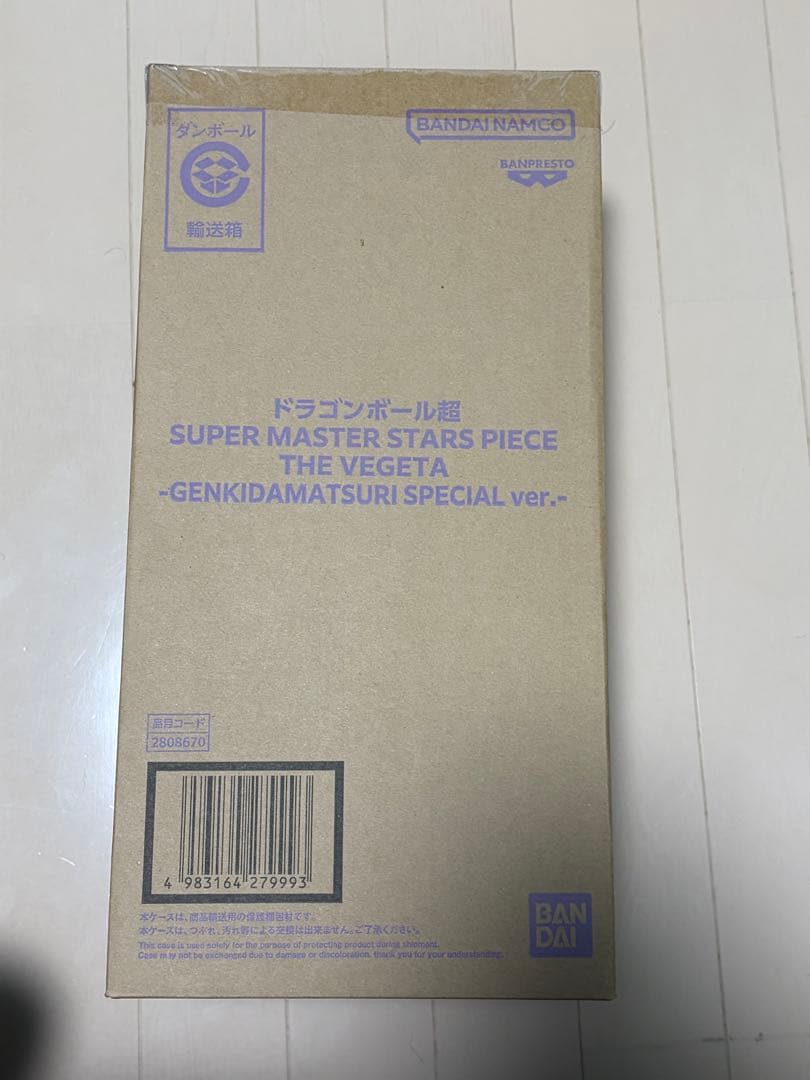 ダンボール
輸送箱
BANDAI NAMCO
BANPRESTO
ドラゴンボール超
SUPER MASTER STARS PIECE
THE VEGETA
-GENKIDAMATSURI SPECIAL ver.-
品月コード
2808670
4 983164 279993
本ケースは、商品輸送用の保護梱包材です。
本ケースは、つぶれ、汚れ等による交換は出来ません。ご了承ください。
This case is used solely for the purpose of protecting product during shipment.
Case may not be exchanged due to damage or discoloration. thank you for your understanding.
BAN
DAI